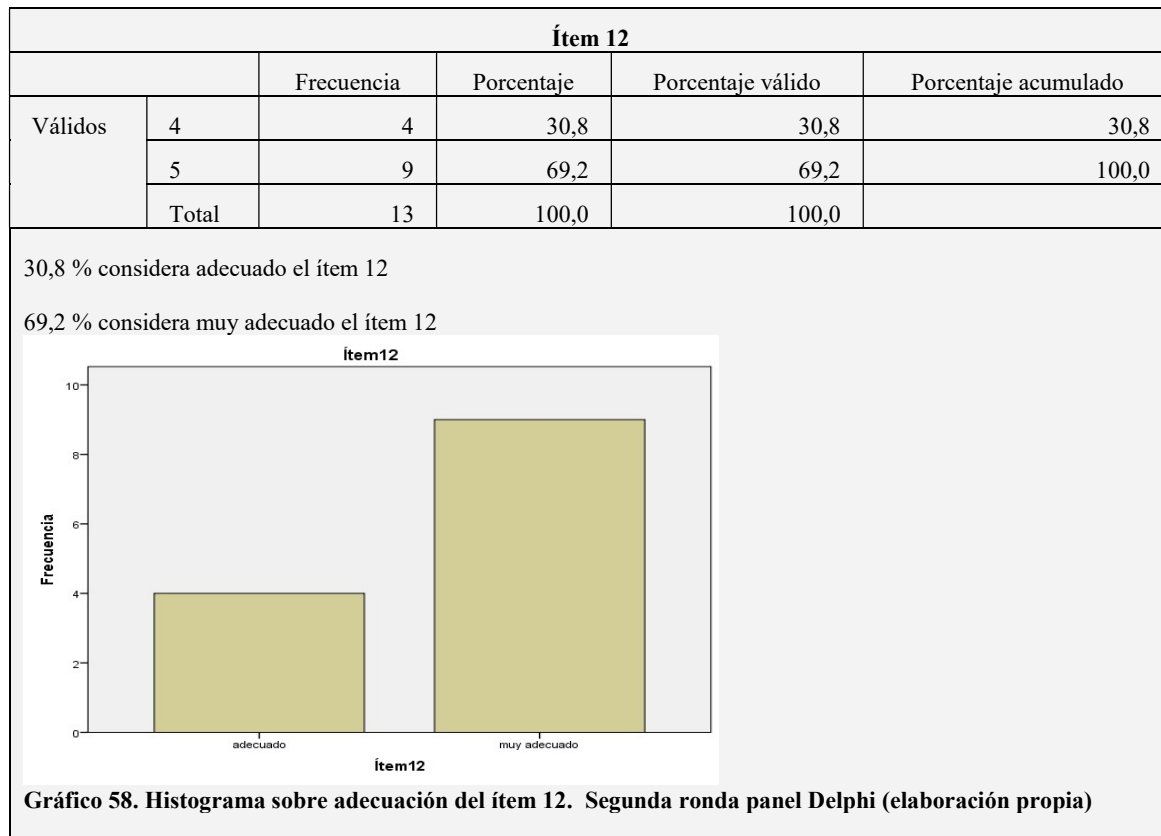 Ítem 12
Frecuencia Porcentaje Porcentaje válido Porcentaje acumulado
Válidos 4 4 30,8 30,8 30,8
5 9 69,2 69,2 100,0
Total 13 100,0 100,0
30,8 % considera adecuado el ítem 12
69,2 % considera muy adecuado el ítem 12
Ítem12
10
8
6
4
2
0
Frecuencia
adecuado muy adecuado
Ítem12
Gráfico 58. Histograma sobre adecuación del ítem 12. Segunda ronda panel Delphi (elaboración propia)